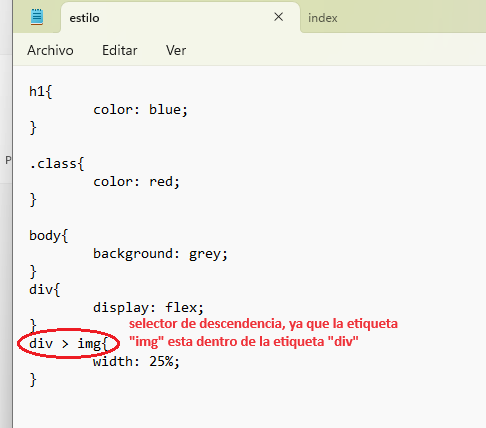 estilo
index
Archivo Editar Ver
h1{
color: blue;
}
.class{
color: red;
}
body{
background: grey;
}
div{
display: flex;
}
selector de descendencia, ya que la etiqueta
div > img{
"img" esta dentro de la etiqueta "div"
width: 25%;
}
P